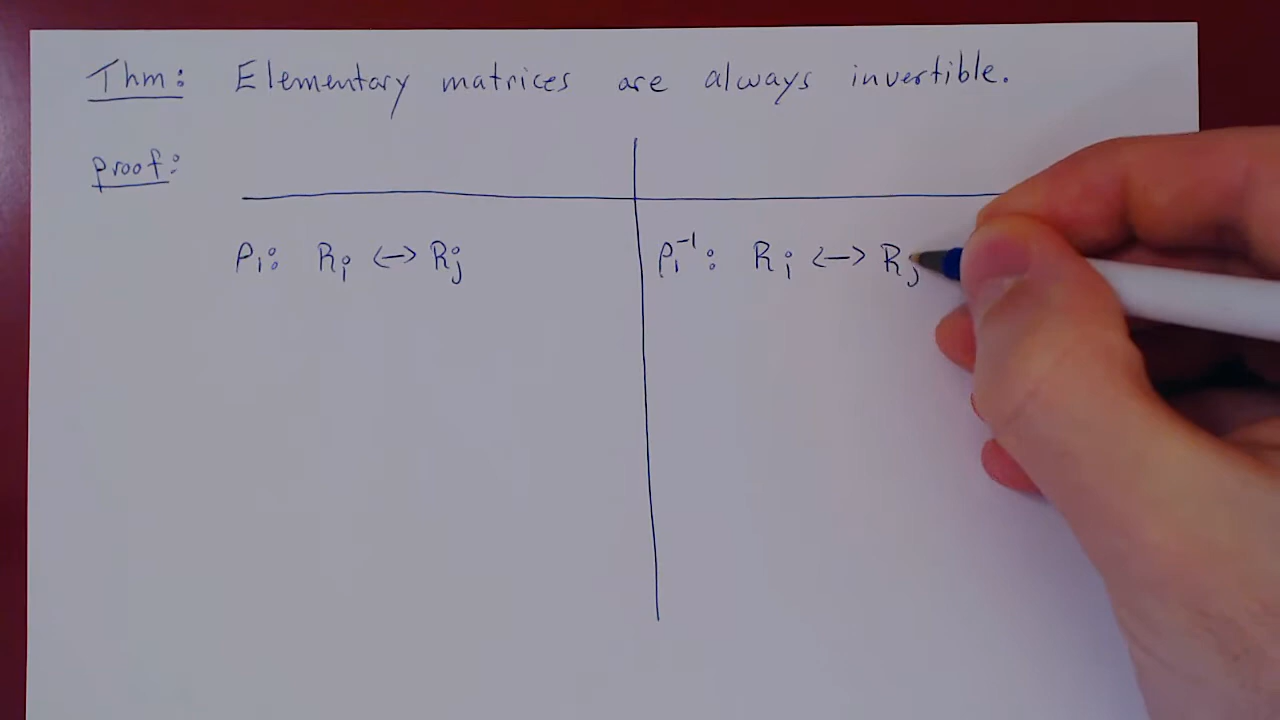 Thm: Elementary matrices are always invertible.
proof:
ρ₁: Rᵢ <-> Rⱼ
ρ₁⁻¹: Rᵢ <-> Rⱼ